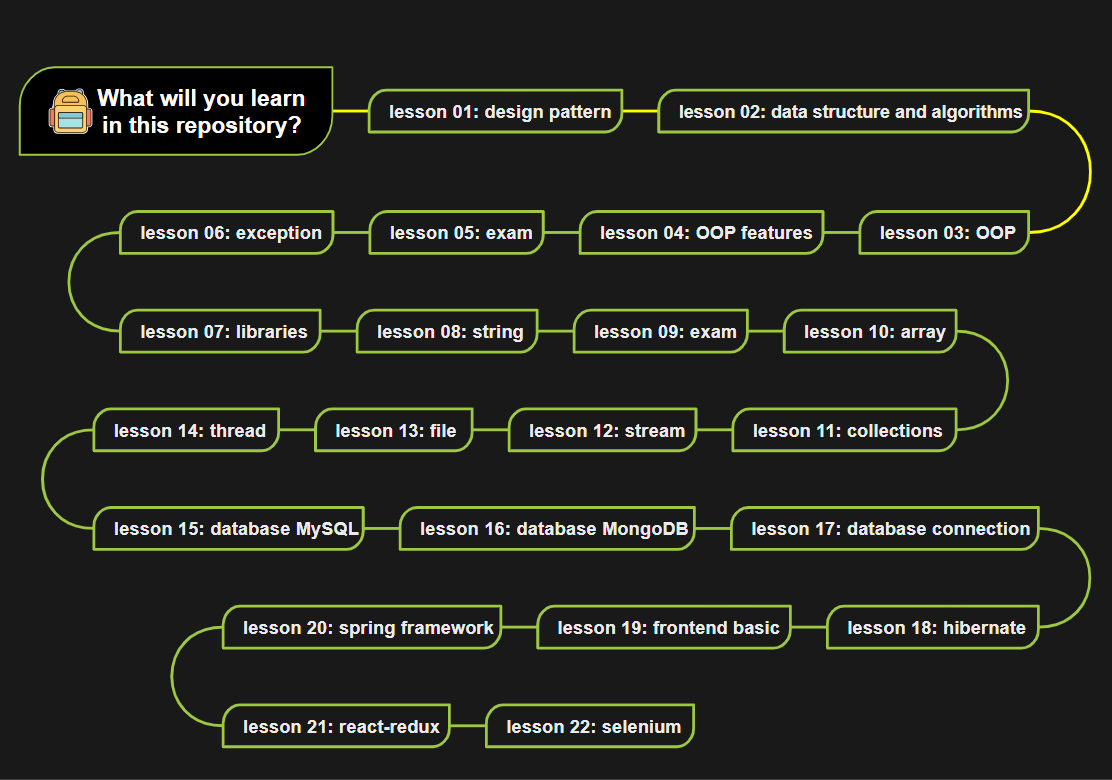 What will you learn
in this repository?
lesson 01: design pattern
lesson 02: data structure and algorithms
lesson 03: OOP
lesson 04: OOP features
lesson 05: exam
lesson 06: exception
lesson 07: libraries
lesson 08: string
lesson 09: exam
lesson 10: array
lesson 11: collections
lesson 12: stream
lesson 13: file
lesson 14: thread
lesson 15: database MySQL
lesson 16: database MongoDB
lesson 17: database connection
lesson 18: hibernate
lesson 19: frontend basic
lesson 20: spring framework
lesson 21: react-redux
lesson 22: selenium